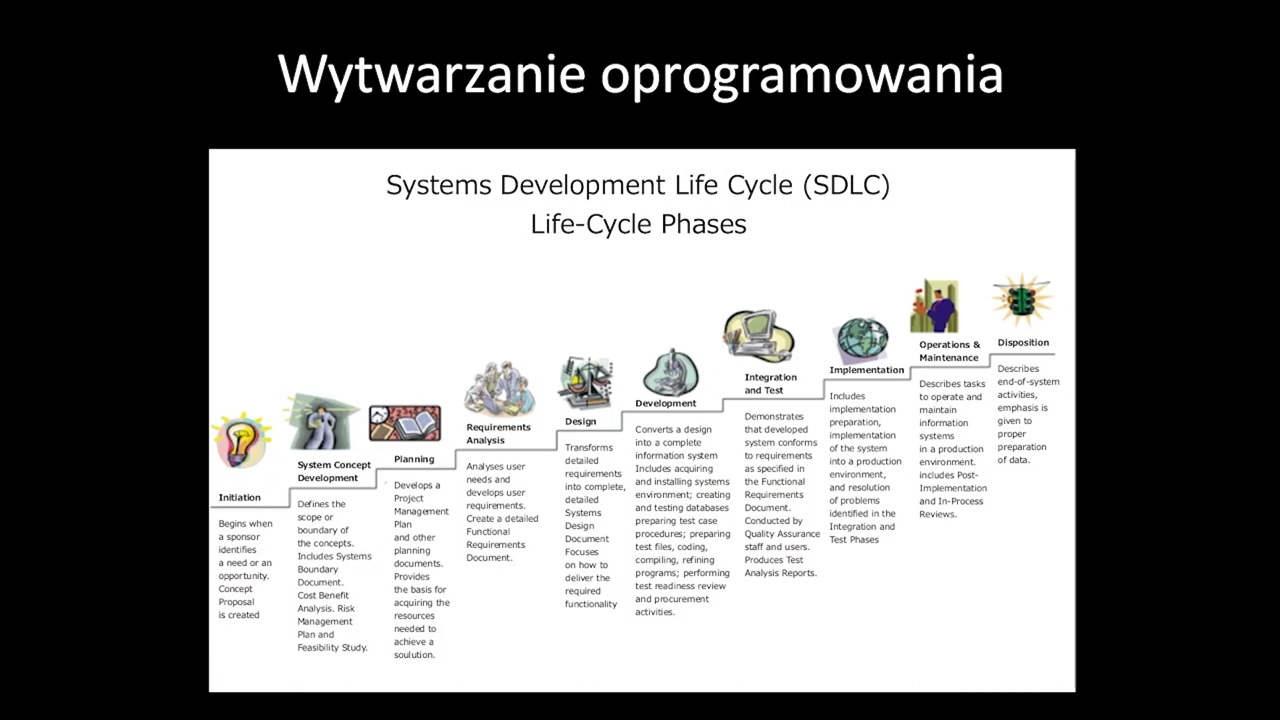 Wytwarzanie oprogramowania
Systems Development Life Cycle (SDLC)
Life-Cycle Phases
Initiation
Begins when
a sponsor
identifies
a need or an
opportunity.
Concept
Proposal
is created
System Concept
Development
Defines the
scope or
boundary of
the concepts.
Includes Systems
Boundary
Document.
Cost Benefit
Analysis. Risk
Management
Plan and
Feasibility Study.
Planning
Develops a
Project
Management
Plan
and other
planning
documents.
Provides
the basis for
acquiring the
resources
needed to
achieve a
soulution.
Requirements
Analysis
Analyses user
needs and
develops user
requirements.
Create a detailed
Functional
Requirements
Document.
Design
Transforms
detailed
requirements
into complete,
detailed
Systems
Design
Document
Focuses
on how to
deliver the
required
functionality
Development
Converts a design
into a complete
information system
Includes acquiring
and installing systems
environment; creating
and testing databases
preparing test case
procedures; preparing
test files, coding,
compiling, refining
programs; performing
test readiness review
and procurement
activities.
Integration
and Test
Demonstrates
that developed
system conforms
to requirements
as specified in
the Functional
Requirements
Document.
Conducted by
Quality Assurance
staff and users.
Produces Test
Analysis Reports.
Implementation
Includes
implementation
preparation,
implementation
of the system
into a production
environment,
and resolution
of problems
identified in the
Integration and
Test Phases
Operations &
Maintenance
Describes tasks
to operate and
maintain
information
systems
in a production
environment.
includes Post-
Implementation
and In-Process
Reviews.
Disposition
Describes
end-of-system
activities,
emphasis is
given to
proper
preparation
of data.